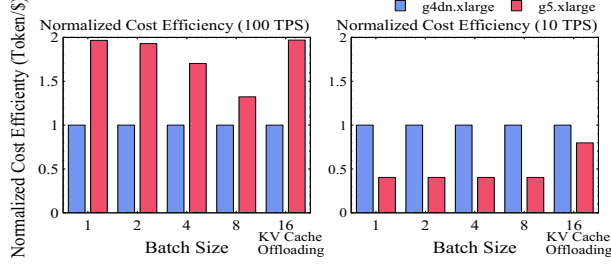 g4dn.xlarge g5.xlarge
Normalized Cost Efficienty (Token/$)
Normalized Cost Efficiency (100 TPS)
2
1.5
1
0.5
0
1 2 4 8 16
KV Cache
Offloading
Batch Size
Normalized Cost Efficiency (10 TPS)
2
1.5
1
0.5
0
1 2 4 8 16
KV Cache
Offloading
Batch Size